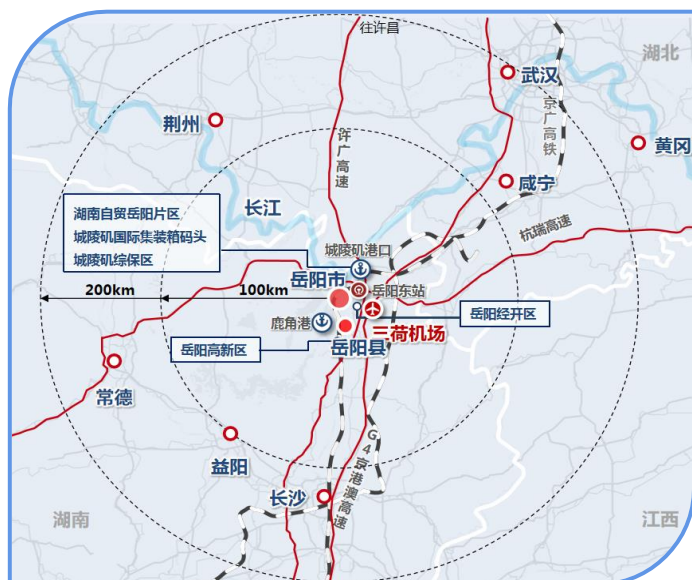 往许昌
湖北
武汉
京广高铁
荆州
许广高速
黄冈
咸宁
长江
湖南自贸岳阳片区
城陵矶国际集装箱码头
城陵矶综保区
杭瑞高速
城陵矶港口
岳阳市
岳阳东站
200km
100km
鹿角港
三荷机场
岳阳经开区
岳阳高新区
岳阳县
常德
益阳
G4京港澳高速
长沙
湖南
江西